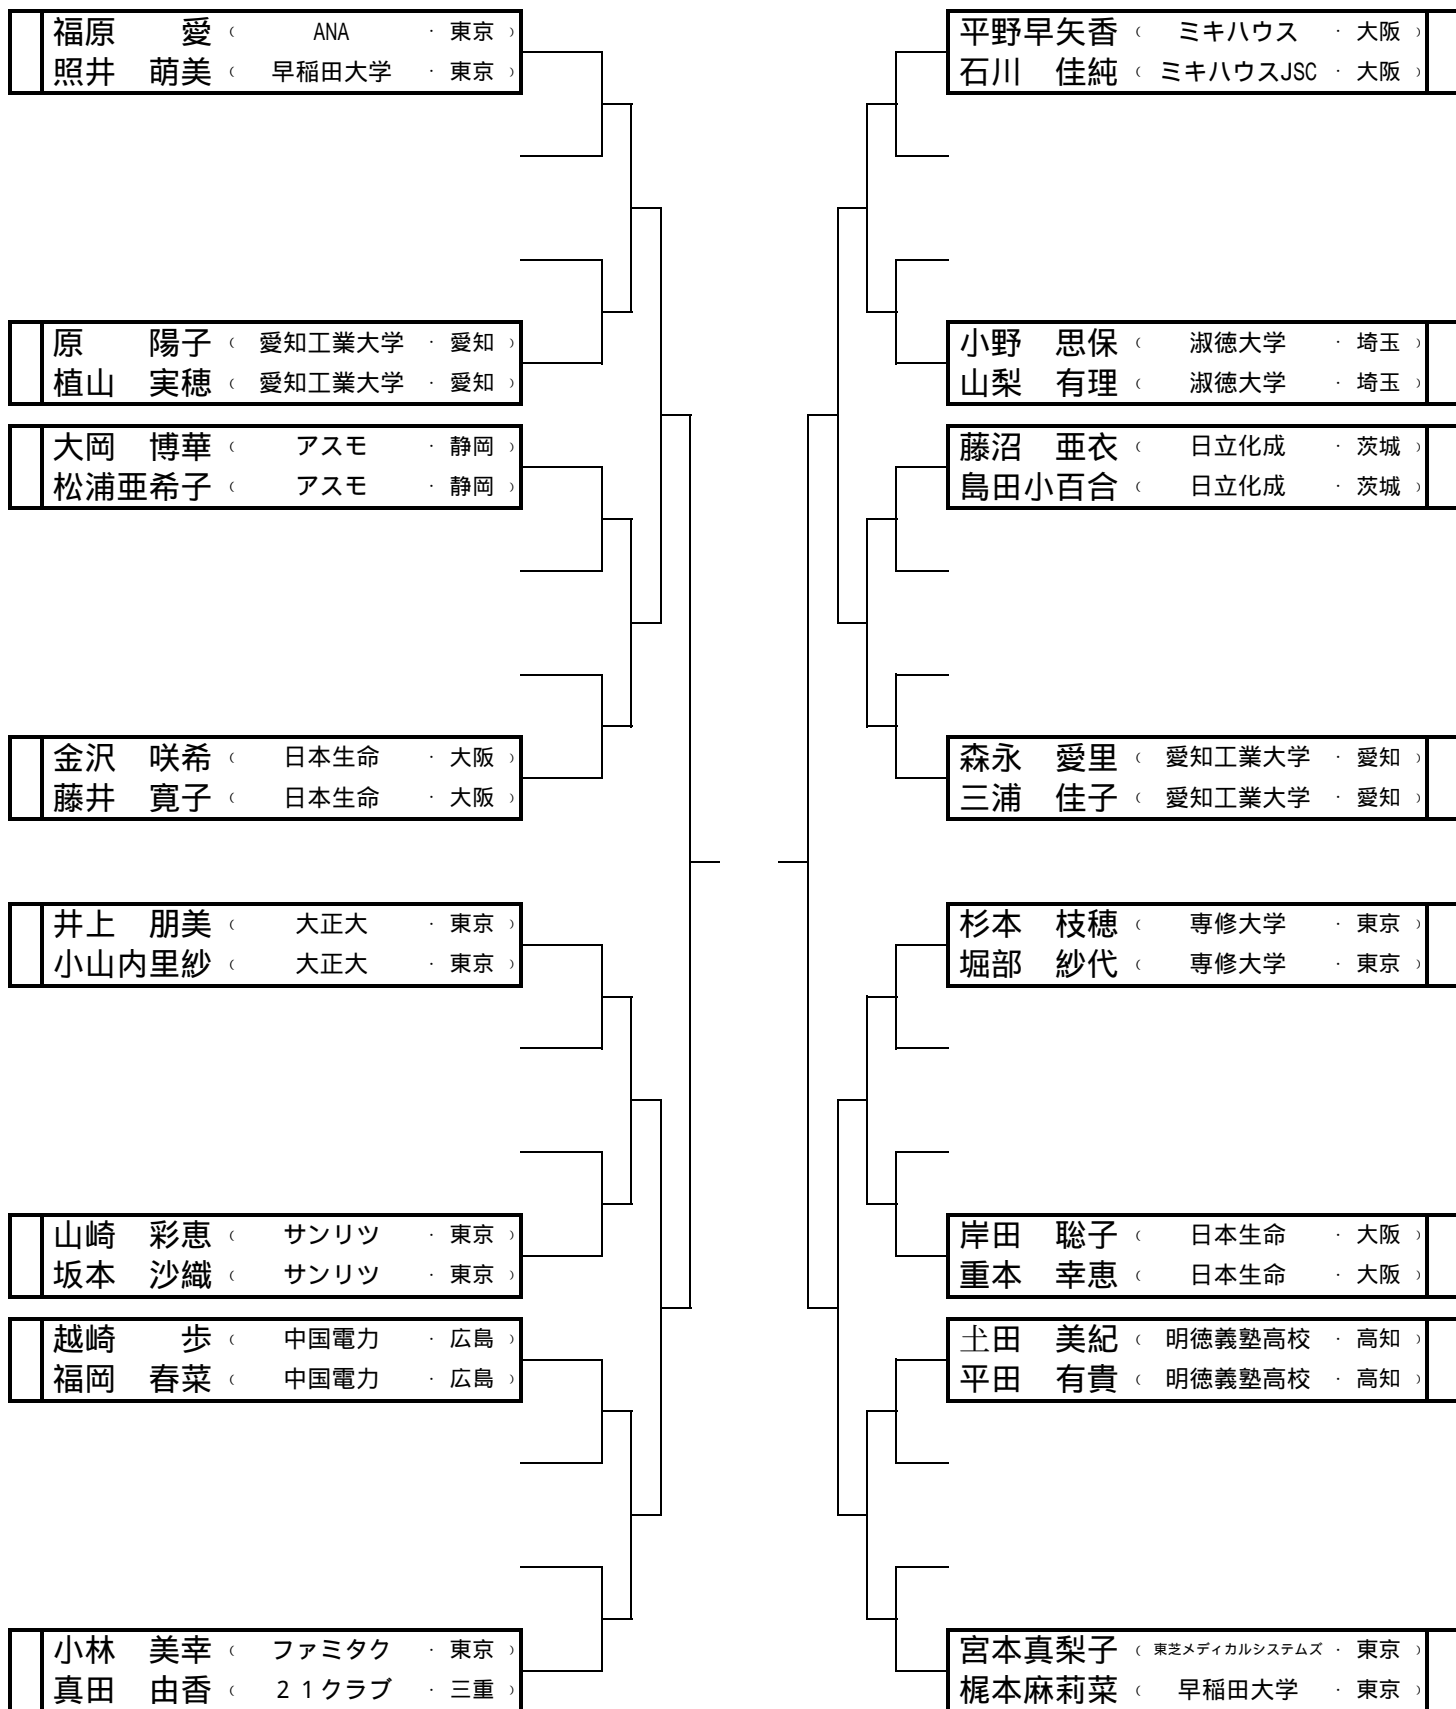 福原　　愛（ANA・東京）
照井　萌美（早稲田大学・東京）
原　　陽子（愛知工業大学・愛知）
植山　実穂（愛知工業大学・愛知）
大岡　博華（アスモ・静岡）
松浦亜希子（アスモ・静岡）
金沢　咲希（日本生命・大阪）
藤井　寛子（日本生命・大阪）
井上　朋美（大正大・東京）
小山内里紗（大正大・東京）
山崎　彩恵（サンリツ・東京）
坂本　沙織（サンリツ・東京）
越崎　　歩（中国電力・広島）
福岡　春菜（中国電力・広島）
小林　美幸（ファミタク・東京）
真田　由香（２１クラブ・三重）
平野早矢香（ミキハウス・大阪）
石川　佳純（ミキハウスJSC・大阪）
小野　思保（淑徳大学・埼玉）
山梨　有理（淑徳大学・埼玉）
藤沼　亜衣（日立化成・茨城）
島田小百合（日立化成・茨城）
森永　愛里（愛知工業大学・愛知）
三浦　佳子（愛知工業大学・愛知）
杉本　枝穂（専修大学・東京）
堀部　紗代（専修大学・東京）
岸田　聡子（日本生命・大阪）
重本　幸恵（日本生命・大阪）
𡈽田　美紀（明徳義塾高校・高知）
平田　有貴（明徳義塾高校・高知）
宮本真梨子（東芝メディカルシステムズ・東京）
梶本麻莉菜（早稲田大学・東京）